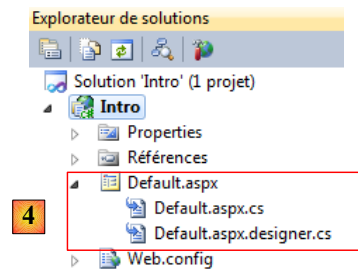 Explorateur de solutions
Solution 'Intro' (1 projet)
Intro
Properties
Références
Default.aspx
4
Default.aspx.cs
Default.aspx.designer.cs
Web.config